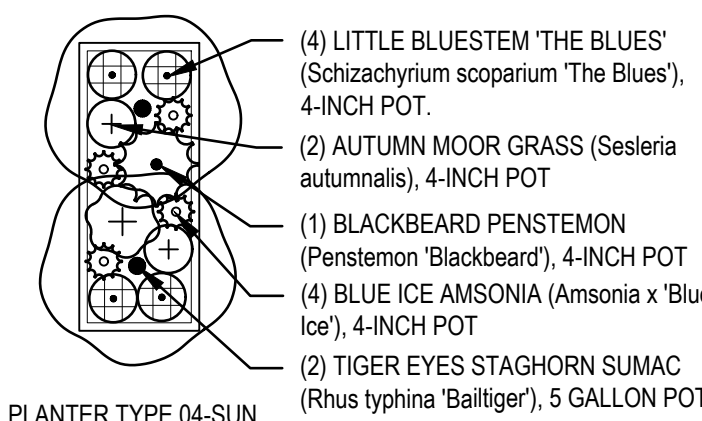 (4) LITTLE BLUESTEM 'THE BLUES'
(Schizachyrium scoparium 'The Blues'),
4-INCH POT.
(2) AUTUMN MOOR GRASS (Sesleria
autumnalis), 4-INCH POT
(1) BLACKBEARD PENSTEMON
(Penstemon 'Blackbeard'), 4-INCH POT
(4) BLUE ICE AMSONIA (Amsonia x 'Blue
Ice'), 4-INCH POT
(2) TIGER EYES STAGHORN SUMAC
(Rhus typhina 'Bailtiger'), 5 GALLON POT
PLANTER TYPE 04-SUN